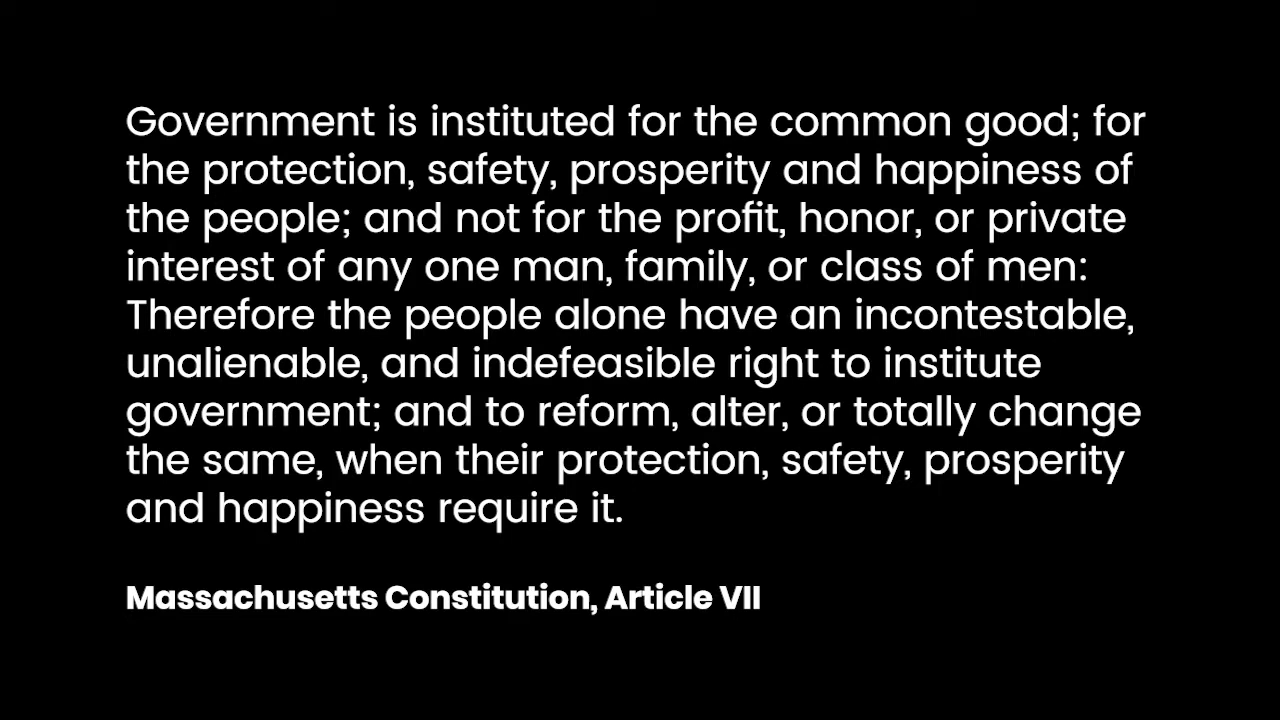 Government is instituted for the common good; for
the protection, safety, prosperity and happiness of
the people; and not for the profit, honor, or private
interest of any one man, family, or class of men:
Therefore the people alone have an incontestable,
unalienable, and indefeasible right to institute
government; and to reform, alter, or totally change
the same, when their protection, safety, prosperity
and happiness require it.
Massachusetts Constitution, Article VII